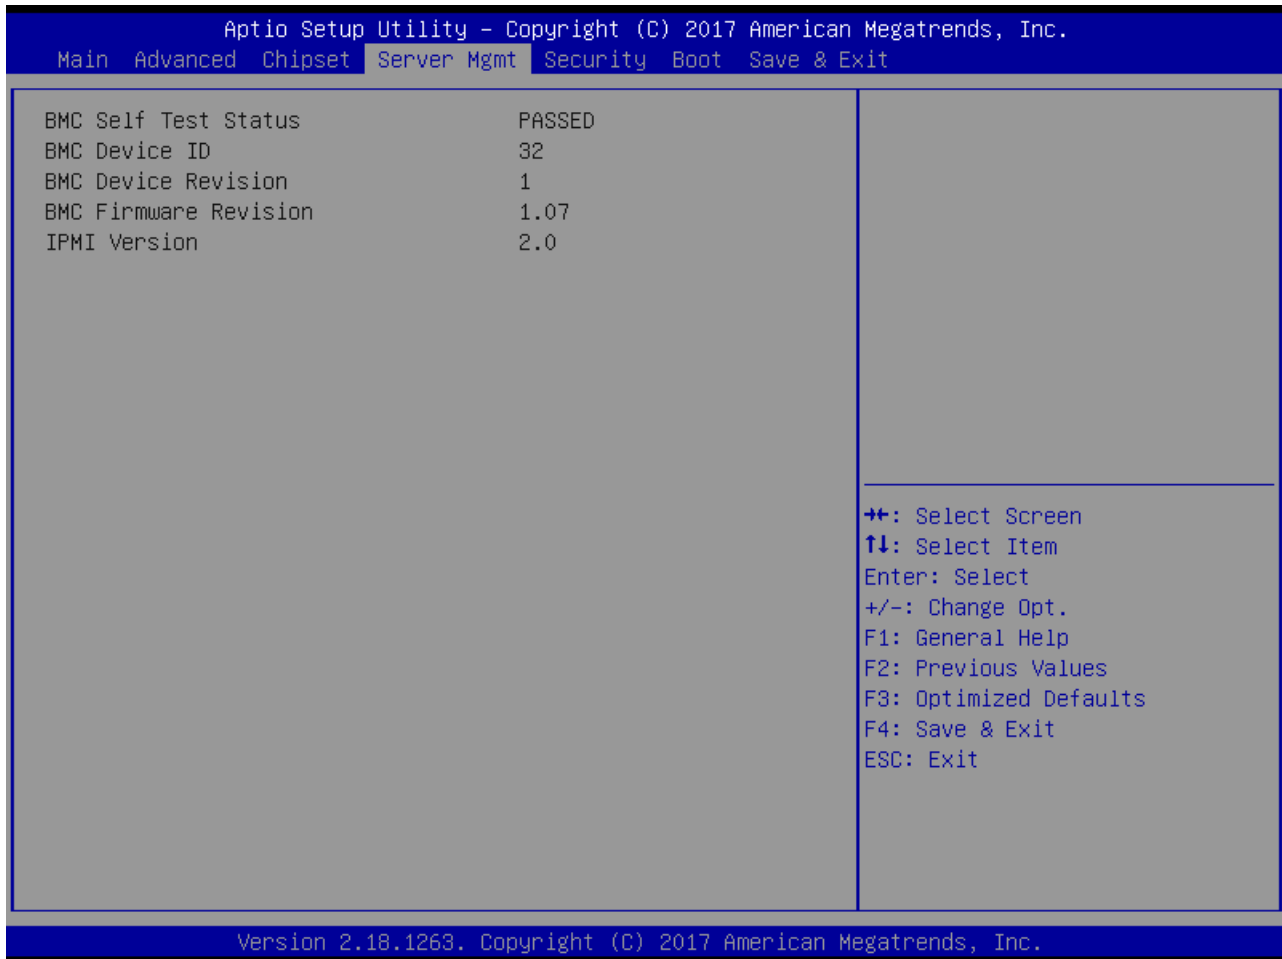 Aptio Setup Utility – Copyright (C) 2017 American Megatrends, Inc.
Main Advanced Chipset Server Mgmt Security Boot Save & Exit
BMC Self Test Status PASSED
BMC Device ID 32
BMC Device Revision 1
BMC Firmware Revision 1.07
IPMI Version 2.0
→←: Select Screen
↑↓: Select Item
Enter: Select
+/-: Change Opt.
F1: General Help
F2: Previous Values
F3: Optimized Defaults
F4: Save & Exit
ESC: Exit
Version 2.18.1263. Copyright (C) 2017 American Megatrends, Inc.